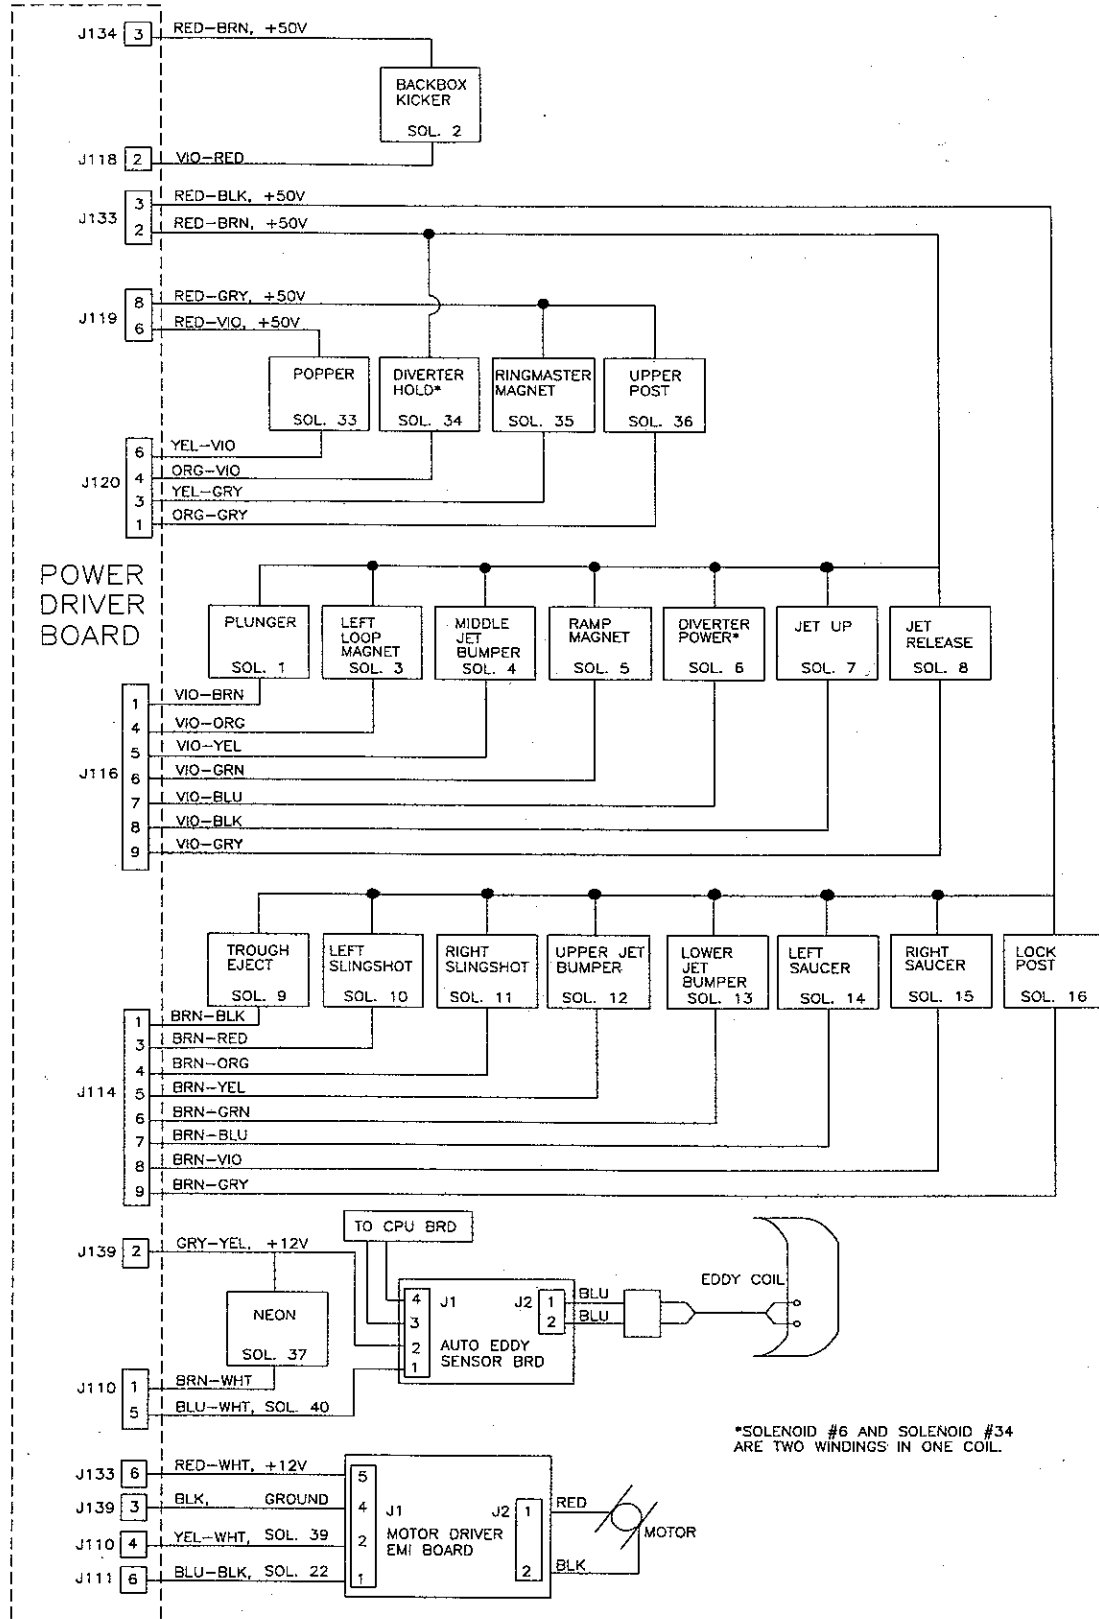 J134 3 RED-BRN, +50V
BACKBOX
KICKER
SOL. 2
J118 2 VIO-RED
J133
3 RED-BLK, +50V
2 RED-BRN, +50V
J119
8 RED-GRY, +50V
6 RED-VIO, +50V
POPPER
SOL. 33
DIVERTER
HOLD*
SOL. 34
RINGMASTER
MAGNET
SOL. 35
UPPER
POST
SOL. 36
J120
6 YEL-VIO
4 ORG-VIO
3 YEL-GRY
1 ORG-GRY
POWER
DRIVER
BOARD
PLUNGER
SOL. 1
LEFT
LOOP
MAGNET
SOL. 3
MIDDLE
JET
BUMPER
SOL. 4
RAMP
MAGNET
SOL. 5
DIVERTER
POWER*
SOL. 6
JET UP
SOL. 7
JET
RELEASE
SOL. 8
J116
1 VIO-BRN
4 VIO-ORG
5 VIO-YEL
6 VIO-GRN
7 VIO-BLU
8 VIO-BLK
9 VIO-GRY
TROUGH
EJECT
SOL. 9
LEFT
SLINGSHOT
SOL. 10
RIGHT
SLINGSHOT
SOL. 11
UPPER JET
BUMPER
SOL. 12
LOWER
JET
BUMPER
SOL. 13
LEFT
SAUCER
SOL. 14
RIGHT
SAUCER
SOL. 15
LOCK
POST
SOL. 16
J114
1 BRN-BLK
3 BRN-RED
4 BRN-ORG
5 BRN-YEL
6 BRN-GRN
7 BRN-BLU
8 BRN-VIO
9 BRN-GRY
TO CPU BRD
J139 2 GRY-YEL, +12V
NEON
SOL. 37
4
3
2
1
J1
J2
1 BLU
2 BLU
AUTO EDDY
SENSOR BRD
EDDY COIL
J110
1 BRN-WHT
5 BLU-WHT, SOL. 40
*SOLENOID #6 AND SOLENOID #34
ARE TWO WINDINGS IN ONE COIL.
J133 6 RED-WHT, +12V 5
J139 3 BLK, GROUND 4
J110 4 YEL-WHT, SOL. 39 2
J111 6 BLU-BLK, SOL. 22 1
J1
J2
MOTOR DRIVER
EMI BOARD
1 RED
2 BLK
MOTOR